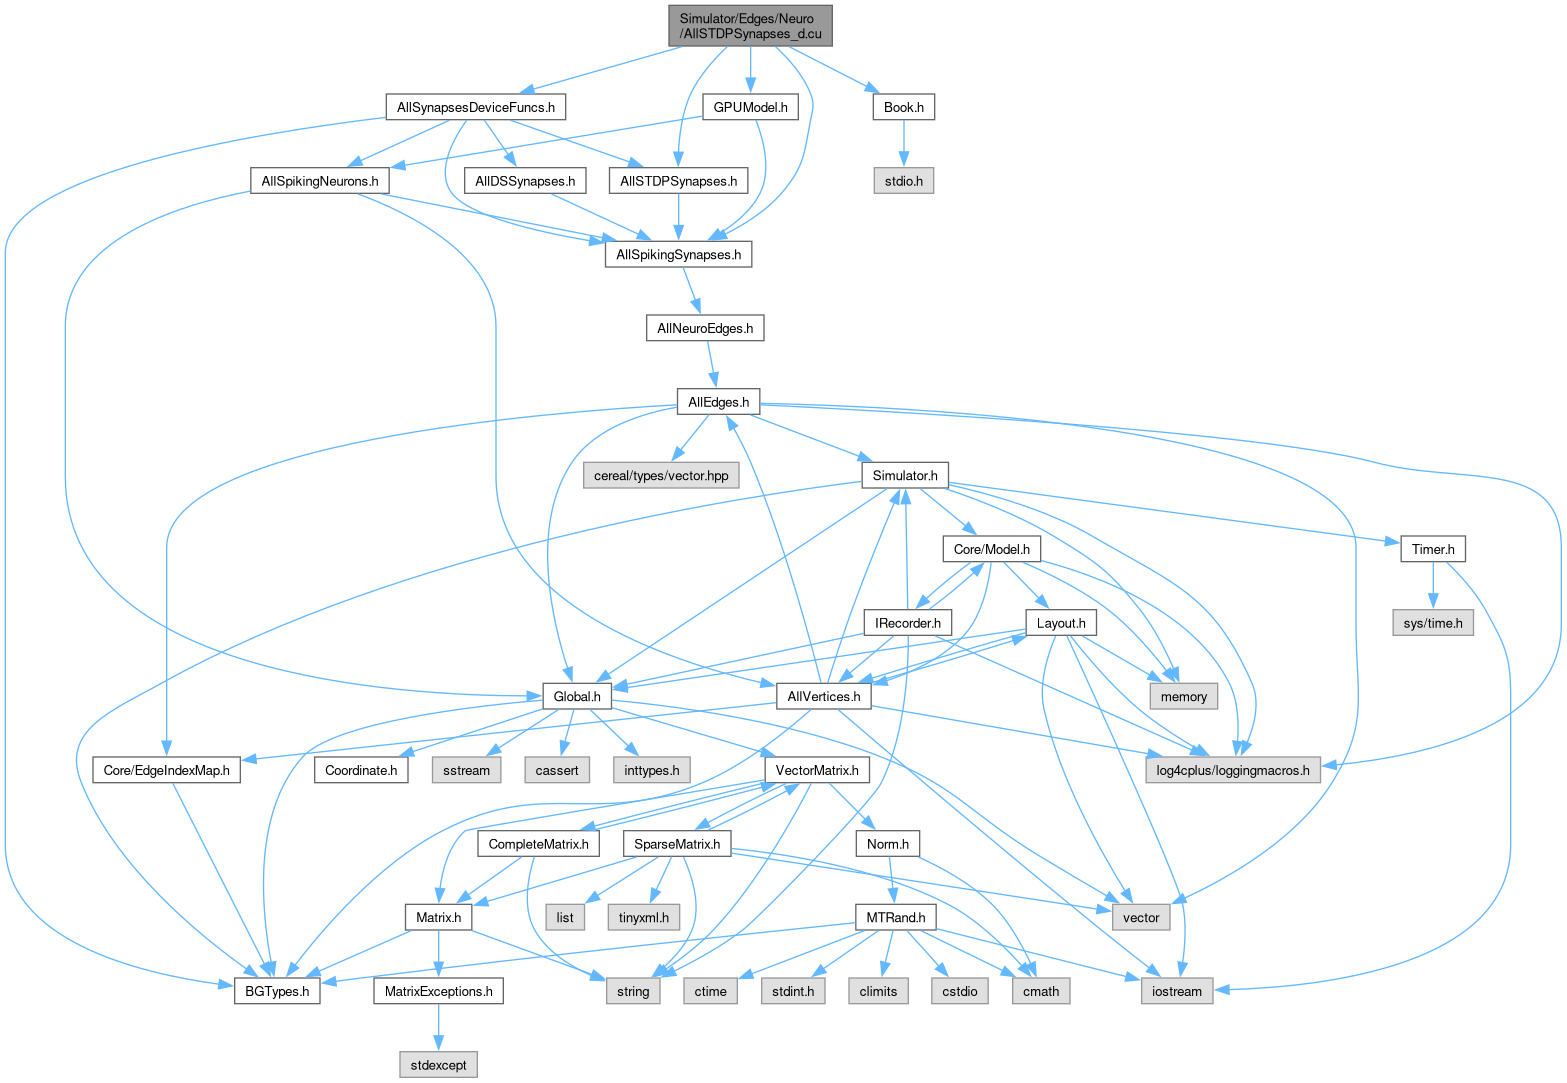 Simulator/Edges/Neuro
/AllSTDPSynapses_d.cu
AllSynapsesDeviceFuncs.h
GPUModel.h
Book.h
AllSpikingNeurons.h
AllDSSynapses.h
AllSTDPSynapses.h
stdio.h
AllSpikingSynapses.h
AllNeuroEdges.h
AllEdges.h
cereal/types/vector.hpp
Simulator.h
Core/Model.h
Timer.h
IRecorder.h
Layout.h
sys/time.h
Global.h
AllVertices.h
memory
Core/EdgeIndexMap.h
Coordinate.h
sstream
cassert
inttypes.h
VectorMatrix.h
log4cplus/loggingmacros.h
CompleteMatrix.h
SparseMatrix.h
Norm.h
Matrix.h
list
tinyxml.h
MTRand.h
vector
BGTypes.h
MatrixExceptions.h
string
ctime
stdint.h
climits
cstdio
cmath
iostream
stdexcept